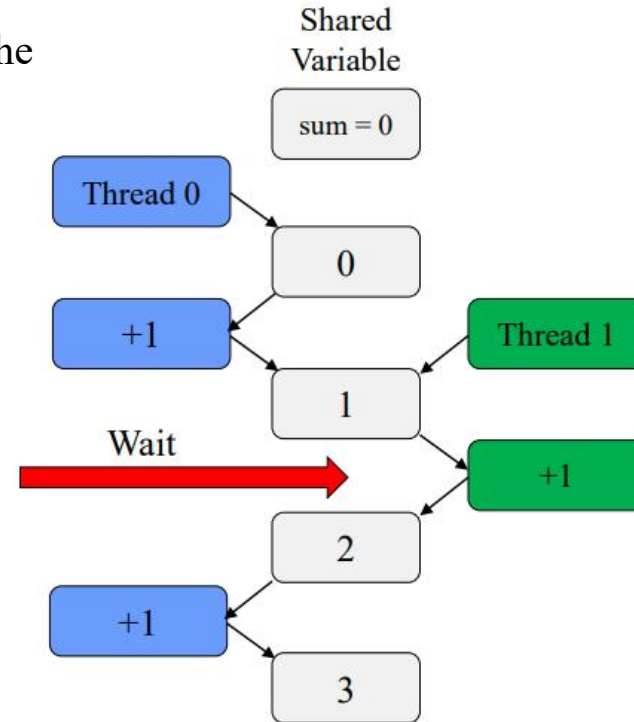 he
Shared
Variable
sum = 0
Thread 0
0
+1
Thread 1
1
Wait
+1
2
+1
3